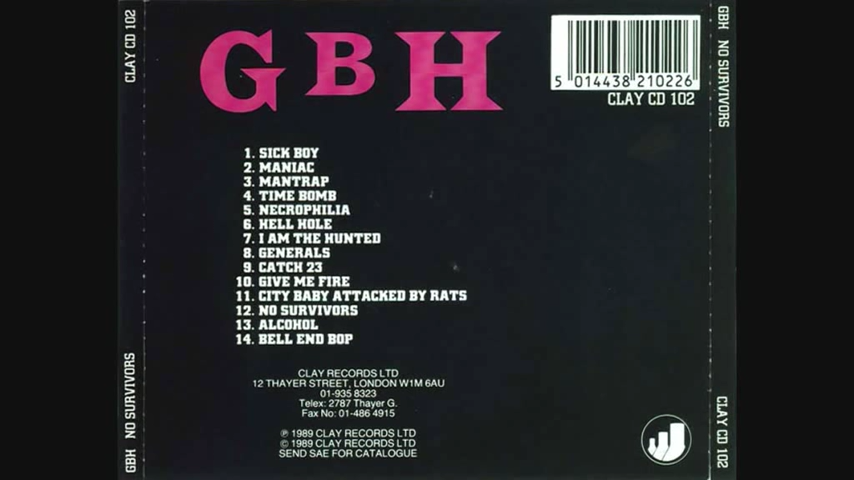 CLAY CD 102
GBH NO SURVIVORS
GBH
5 014438 210226
CLAY CD 102
1. SICK BOY
2. MANIAC
3. MANTRAP
4. TIME BOMB
5. NECROPHILIA
6. HELL HOLE
7. I AM THE HUNTED
8. GENERALS
9. CATCH 23
10. GIVE ME FIRE
11. CITY BABY ATTACKED BY RATS
12. NO SURVIVORS
13. ALCOHOL
14. BELL END BOP
CLAY RECORDS LTD
12 THAYER STREET, LONDON W1M 6AU
01-935 8323
Telex: 2787 Thayer G.
Fax No: 01-486 4915
℗ 1989 CLAY RECORDS LTD
© 1989 CLAY RECORDS LTD
SEND SAE FOR CATALOGUE
GBH NO SURVIVORS
CLAY CD 102